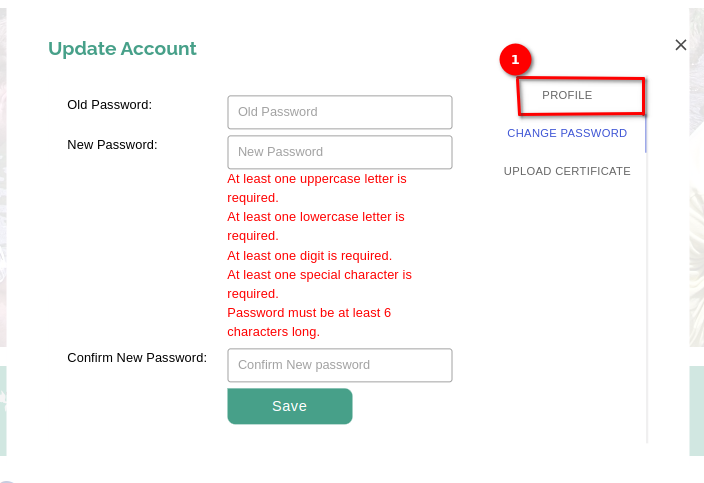 Update Account
1
PROFILE
Old Password:
Old Password
CHANGE PASSWORD
New Password:
New Password
UPLOAD CERTIFICATE
At least one uppercase letter is
required.
At least one lowercase letter is
required.
At least one digit is required.
At least one special character is
required.
Password must be at least 6
characters long.
Confirm New Password:
Confirm New password
Save